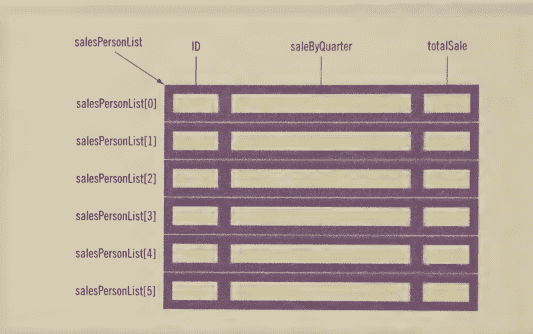 salesPersonList ID saleByQuarter totalSale
salesPersonList[0]
salesPersonList[1]
salesPersonList[2]
salesPersonList[3]
salesPersonList[4]
salesPersonList[5]